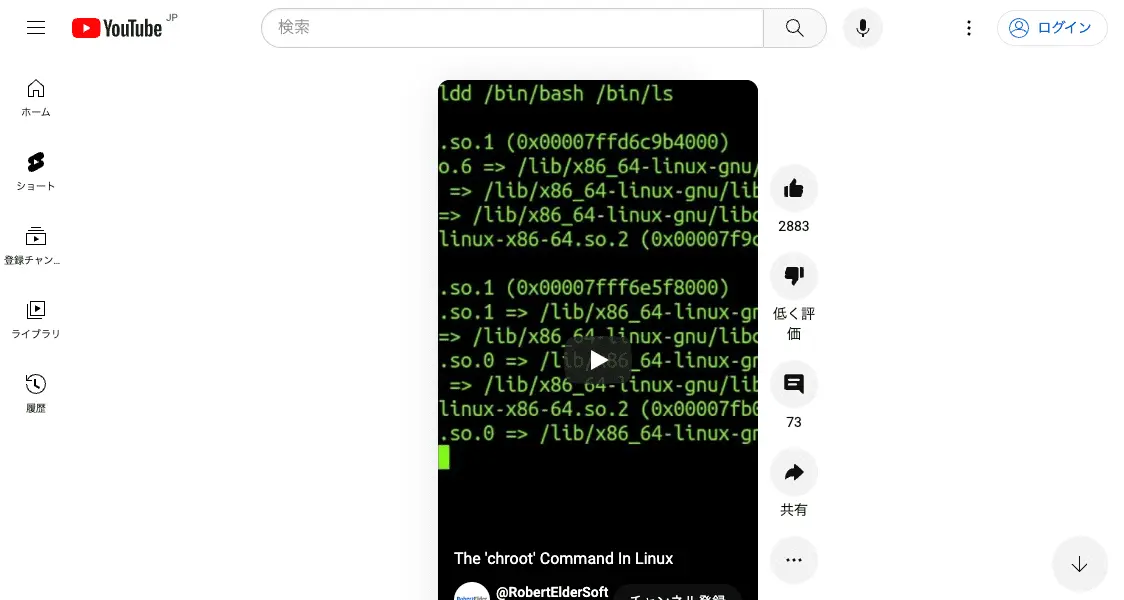 YouTube JP
検索
ログイン
ホーム
ショート
登録チャン...
ライブラリ
履歴
ldd /bin/bash /bin/ls
.so.1 (0x00007ffd6c9b4000)
o.6 => /lib/x86_64-linux-gnu/
=> /lib/x86_64-linux-gnu/lib
=> /lib/x86_64-linux-gnu/libc
linux-x86-64.so.2 (0x00007f9c
.so.1 (0x00007fff6e5f8000)
.so.1 => /lib/x86_64-linux-gn
=> /lib/x86_64-linux-gnu/libc
.so.0 => /lib/x86_64-linux-gn
=> /lib/x86_64-linux-gnu/lib
linux-x86-64.so.2 (0x00007fb0
.so.0 => /lib/x86_64-linux-gn
The 'chroot' Command In Linux
@RobertElderSoft
チャンネル登録
2883
低く評
価
73
共有